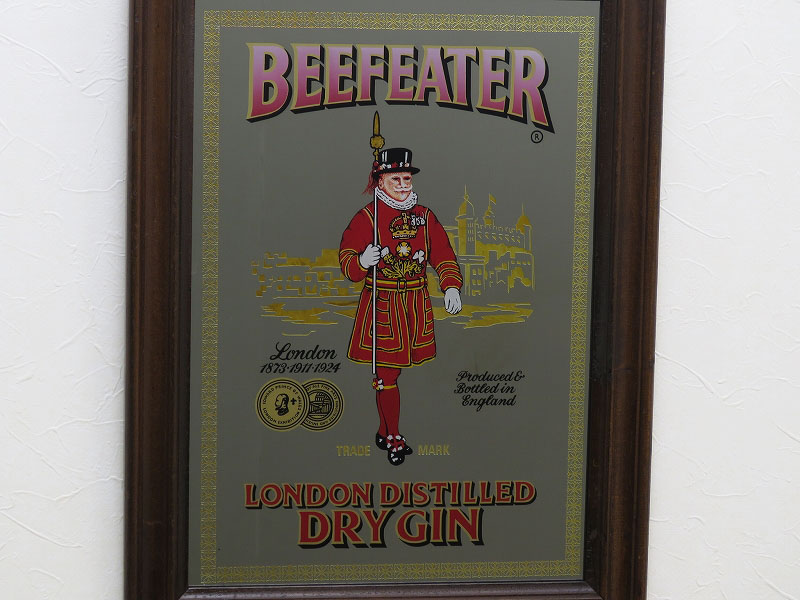 BEEFEATER
®
London
1873·1911·1924
Produced &
Bottled in
England
TRADE MARK
LONDON DISTILLED
DRY GIN